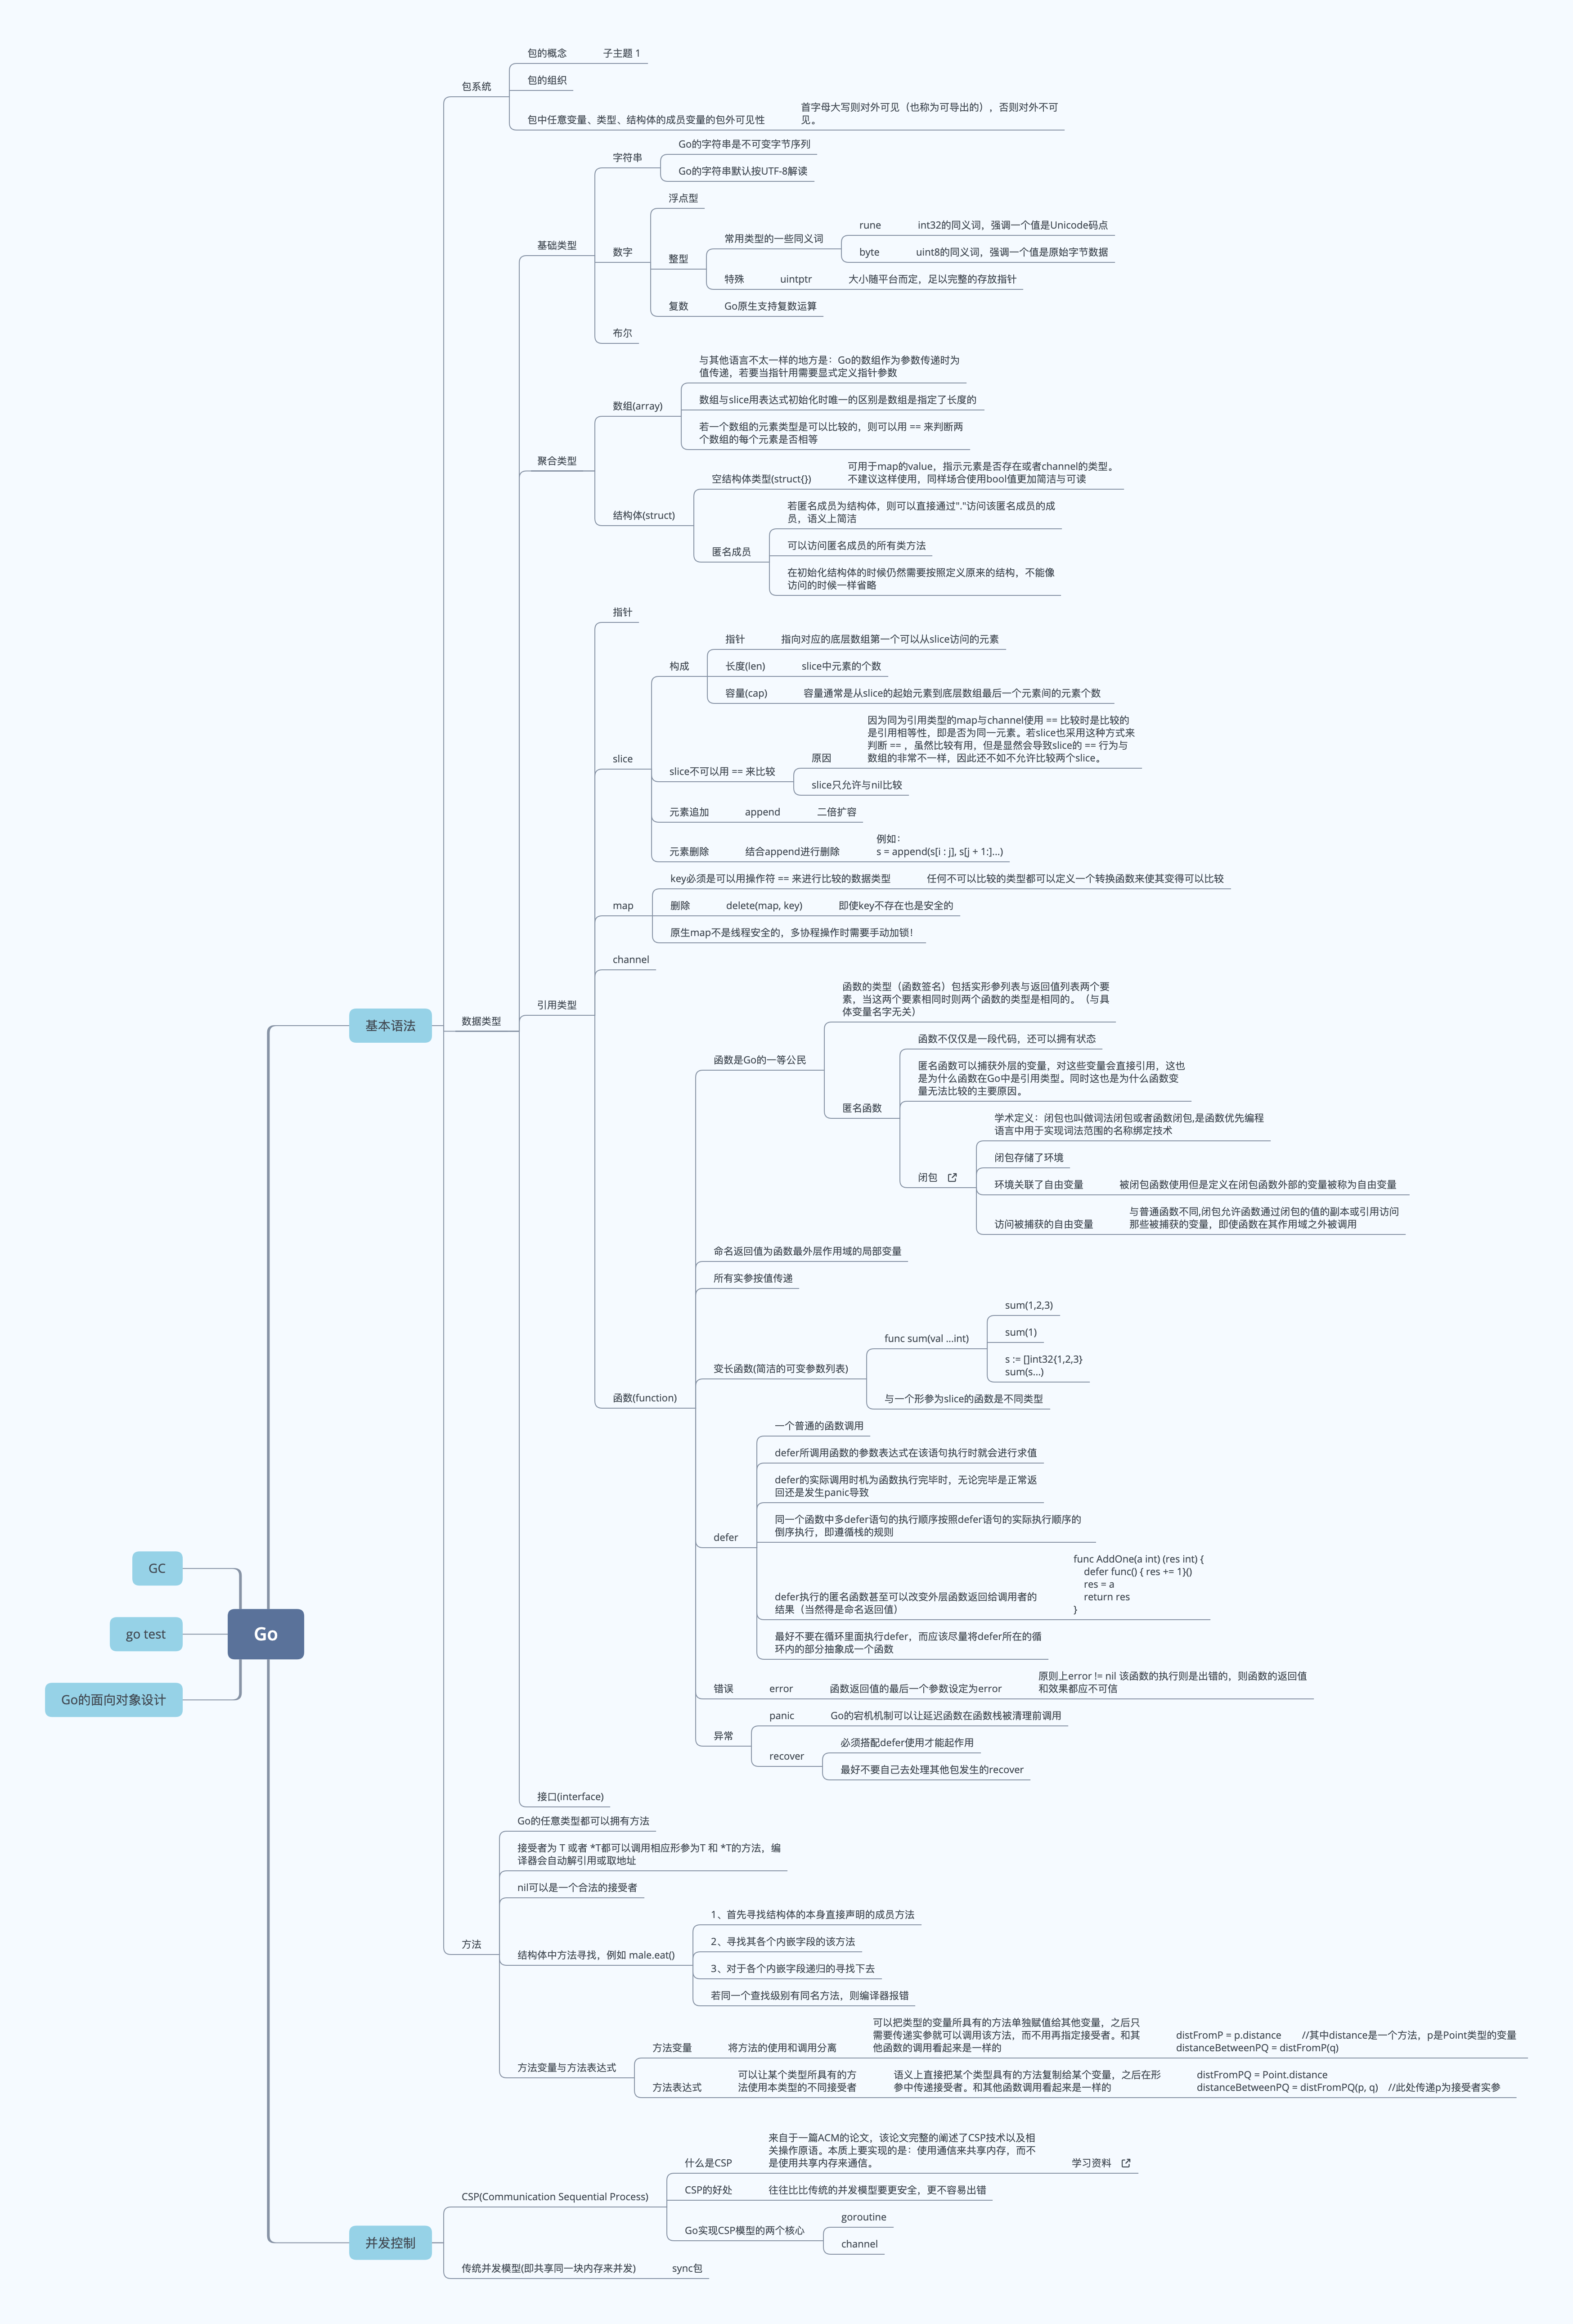 包的概念
子主题 1
包系统
包的组织
包中任意变量、类型、结构体的成员变量的包外可见性
首字母大写则对外可见（也称为可导出的），否则对外不可
见。
字符串
Go的字符串是不可变字节序列
Go的字符串默认按UTF-8解读
基础类型
数字
浮点型
整型
常用类型的一些同义词
rune
int32的同义词，强调一个值是Unicode码点
byte
uint8的同义词，强调一个值是原始字节数据
特殊
uintptr
大小随平台而定，足以完整的存放指针
复数
Go原生支持复数运算
布尔
聚合类型
数组(array)
与其他语言不太一样的地方是：Go的数组作为参数传递时为
值传递，若要当指针用需要显式定义指针参数
数组与slice用表达式初始化时唯一的区别是数组是指定了长度的
若一个数组的元素类型是可以比较的，则可以用 == 来判断两
个数组的每个元素是否相等
结构体(struct)
空结构体类型(struct{})
可用于map的value，指示元素是否存在或者channel的类型。
不建议这样使用，同样场合使用bool值更加简洁与可读
匿名成员
若匿名成员为结构体，则可以直接通过"."访问该匿名成员的成
员，语义上简洁
可以访问匿名成员的所有类方法
在初始化结构体的时候仍然需要按照定义原来的结构，不能像
访问的时候一样省略
基本语法
数据类型
引用类型
指针
slice
构成
指针
指向对应的底层数组第一个可以从slice访问的元素
长度(len)
slice中元素的个数
容量(cap)
容量通常是从slice的起始元素到底层数组最后一个元素间的元素个数
slice不可以用 == 来比较
原因
因为同为引用类型的map与channel使用 == 比较时是比较的
是引用相等性，即是否为同一元素。若slice也采用这种方式来
判断 == ，虽然比较有用，但是显然会导致slice的 == 行为与
数组的非常不一样，因此还不如不允许比较两个slice。
slice只允许与nil比较
元素追加
append
二倍扩容
元素删除
结合append进行删除
例如：
s = append(s[i : j], s[j + 1:]...)
map
key必须是可以用操作符 == 来进行比较的数据类型
任何不可以比较的类型都可以定义一个转换函数来使其变得可以比较
删除
delete(map, key)
即使key不存在也是安全的
原生map不是线程安全的，多协程操作时需要手动加锁！
channel
函数(function)
函数是Go的一等公民
函数的类型（函数签名）包括实形参列表与返回值列表两个要
素，当这两个要素相同时则两个函数的类型是相同的。（与具
体变量名字无关）
匿名函数
函数不仅仅是一段代码，还可以拥有状态
匿名函数可以捕获外层的变量，对这些变量会直接引用，这也
是为什么函数在Go中是引用类型。同时这也是为什么函数变
量无法比较的主要原因。
闭包
学术定义：闭包也叫做词法闭包或者函数闭包,是函数优先编程
语言中用于实现词法范围的名称绑定技术
闭包存储了环境
环境关联了自由变量
被闭包函数使用但是定义在闭包函数外部的变量被称为自由变量
访问被捕获的自由变量
与普通函数不同,闭包允许函数通过闭包的值的副本或引用访问
那些被捕获的变量，即使函数在其作用域之外被调用
命名返回值为函数最外层作用域的局部变量
所有实参按值传递
变长函数(简洁的可变参数列表)
func sum(val ...int)
sum(1,2,3)
sum(1)
s := []int32{1,2,3}
sum(s...)
与一个形参为slice的函数是不同类型
defer
一个普通的函数调用
defer所调用函数的参数表达式在该语句执行时就会进行求值
defer的实际调用时机为函数执行完毕时，无论完毕是正常返
回还是发生panic导致
同一个函数中多defer语句的执行顺序按照defer语句的实际执行顺序的
倒序执行，即遵循栈的规则
defer执行的匿名函数甚至可以改变外层函数返回给调用者的
结果（当然得是命名返回值）
func AddOne(a int) (res int) {
defer func() { res += 1}()
res = a
return res
}
最好不要在循环里面执行defer，而应该尽量将defer所在的循
环内的部分抽象成一个函数
错误
error
函数返回值的最后一个参数设定为error
原则上error != nil 该函数的执行则是出错的，则函数的返回值
和效果都应不可信
异常
panic
Go的宕机机制可以让延迟函数在函数栈被清理前调用
recover
必须搭配defer使用才能起作用
最好不要自己去处理其他包发生的recover
接口(interface)
方法
Go的任意类型都可以拥有方法
接受者为 T 或者 *T都可以调用相应形参为T 和 *T的方法，编
译器会自动解引用或取地址
nil可以是一个合法的接受者
结构体中方法寻找，例如 male.eat()
1、首先寻找结构体的本身直接声明的成员方法
2、寻找其各个内嵌字段的该方法
3、对于各个内嵌字段递归的寻找下去
若同一个查找级别有同名方法，则编译器报错
方法变量与方法表达式
方法变量
将方法的使用和调用分离
可以把类型的变量所具有的方法单独赋值给其他变量，之后只
需要传递实参就可以调用该方法，而不用再指定接受者。和其
他函数的调用看起来是一样的
distFromP = p.distance //其中distance是一个方法，p是Point类型的变量
distanceBetweenPQ = distFromP(q)
方法表达式
可以让某个类型所具有的方
法使用本类型的不同接受者
语义上直接把某个类型具有的方法复制给某个变量，之后在形
参中传递接受者。和其他函数调用看起来是一样的
distFromPQ = Point.distance
distanceBetweenPQ = distFromPQ(p, q) //此处传递p为接受者实参
GC
go test
Go
Go的面向对象设计
并发控制
CSP(Communication Sequential Process)
什么是CSP
来自于一篇ACM的论文，该论文完整的阐述了CSP技术以及相
关操作原语。本质上要实现的是：使用通信来共享内存，而不
是使用共享内存来通信。
学习资料
CSP的好处
往往比比传统的并发模型要更安全，更不容易出错
Go实现CSP模型的两个核心
goroutine
channel
传统并发模型(即共享同一块内存来并发)
sync包